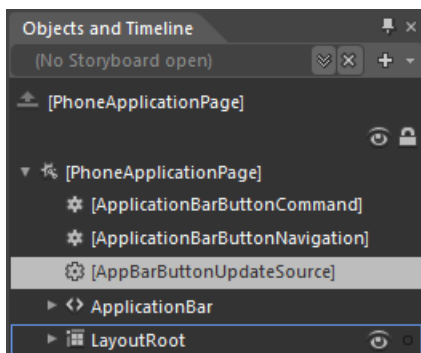 Objects and Timeline
(No Storyboard open)
[PhoneApplicationPage]
[PhoneApplicationPage]
[ApplicationBarButtonCommand]
[ApplicationBarButtonNavigation]
[AppBarButtonUpdateSource]
ApplicationBar
LayoutRoot